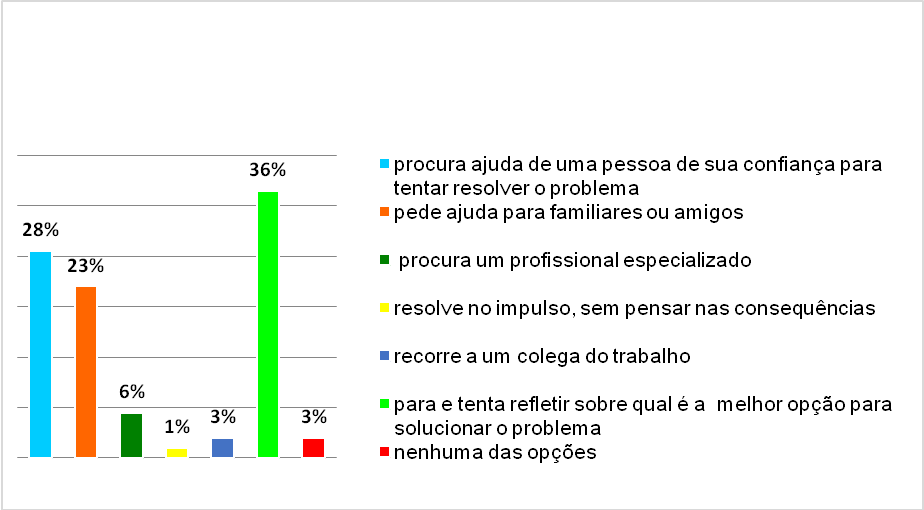 36%
28%
23%
6%
1%
3%
3%
procura ajuda de uma pessoa de sua confiança para
tentar resolver o problema
pede ajuda para familiares ou amigos
procura um profissional especializado
resolve no impulso, sem pensar nas consequências
recorre a um colega do trabalho
para e tenta refletir sobre qual é a melhor opção para
solucionar o problema
nenhuma das opções